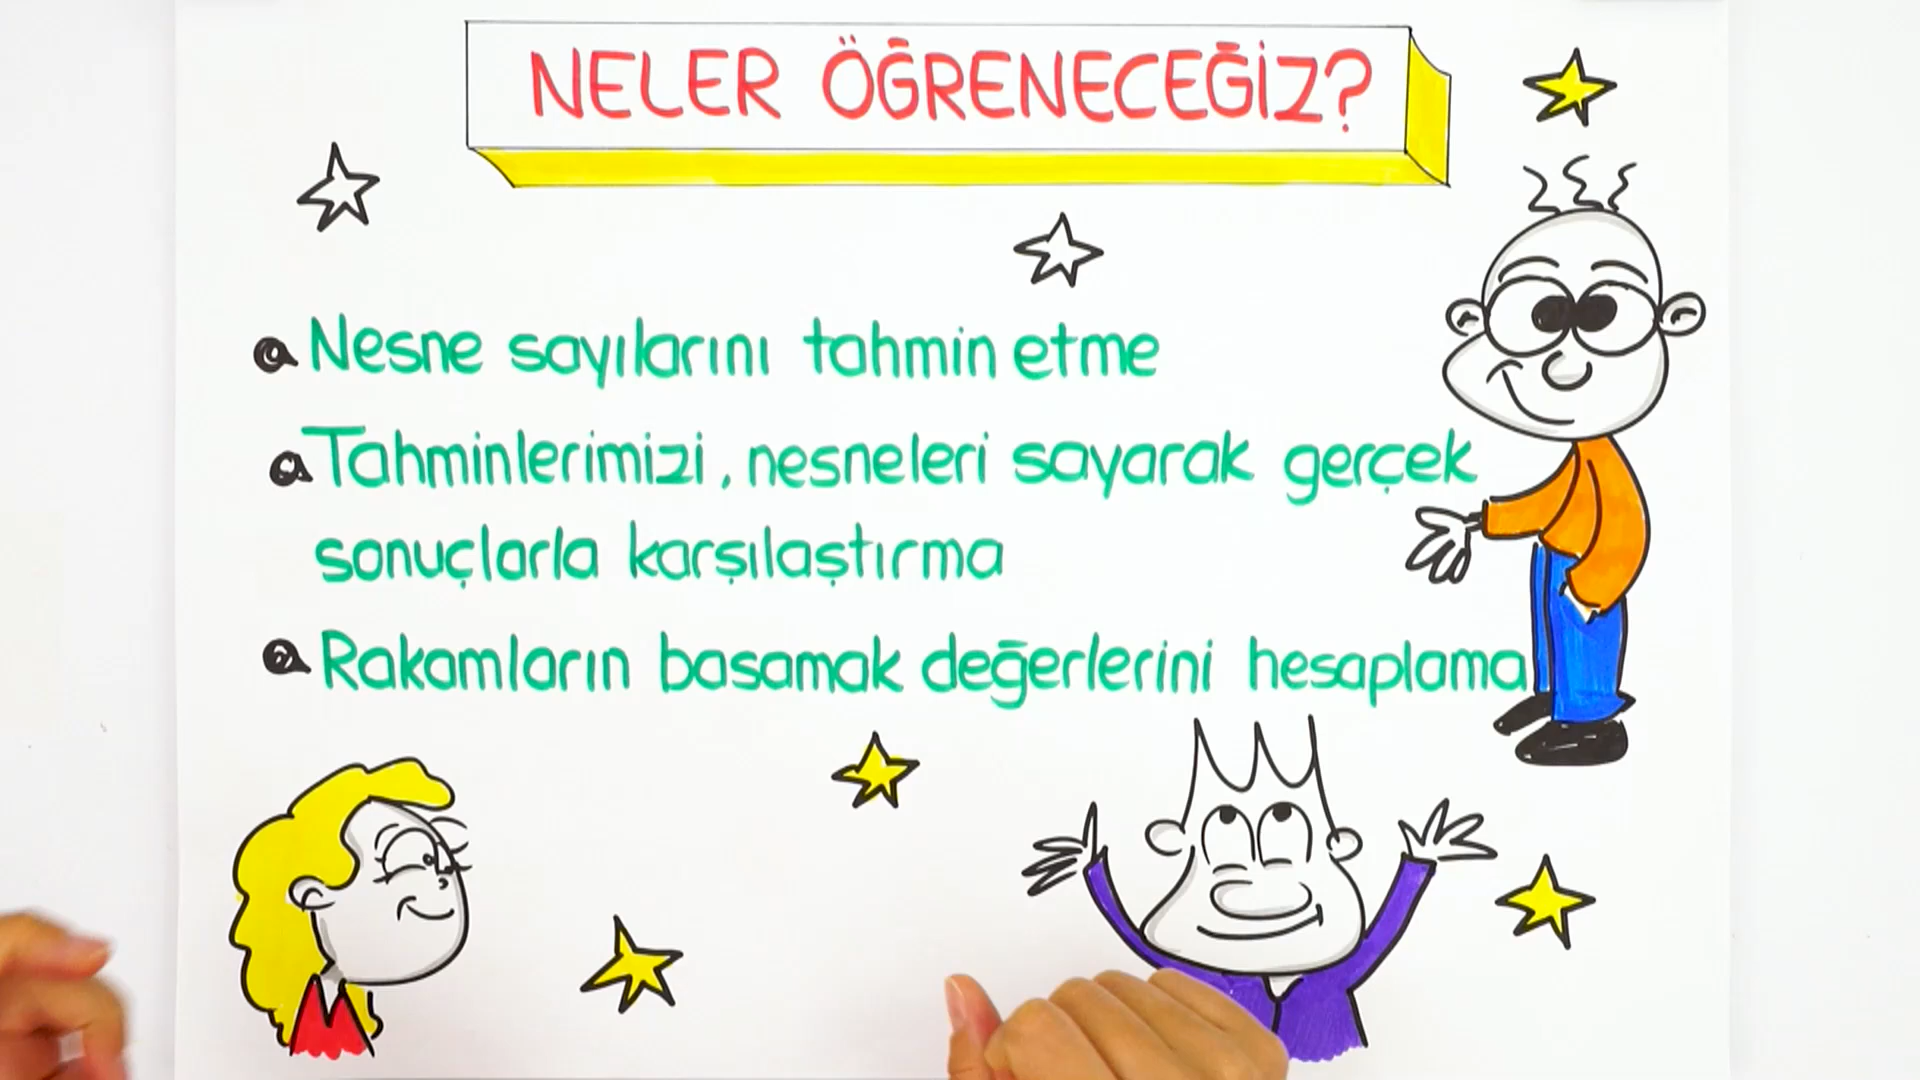 NELER ÖĞRENECEĞİZ?
Nesne sayılarını tahmin etme
Tahminlerimizi, nesneleri sayarak gerçek
sonuçlarla karşılaştırma
Rakamların basamak değerlerini hesaplama